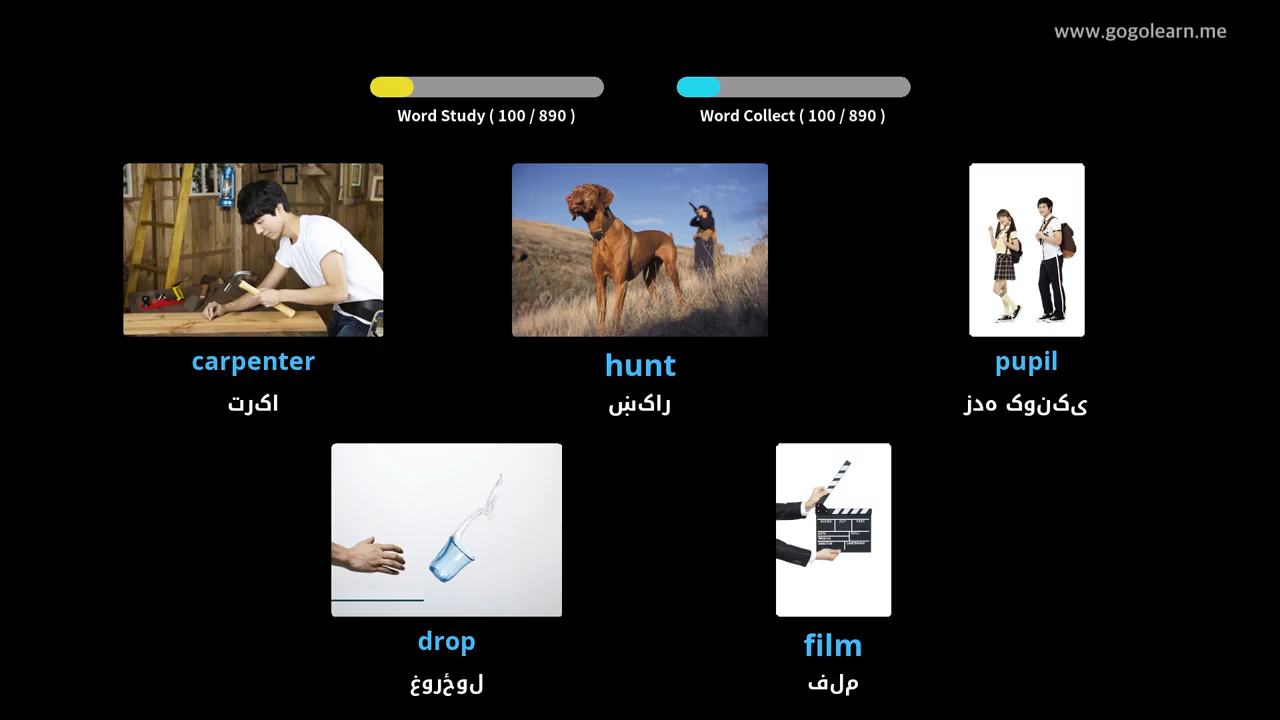 www.gogolearn.me
Word Study ( 100 / 890 )
Word Collect ( 100 / 890 )
carpenter
اکرت
hunt
راکښ
pupil
یکنوک هدز
drop
لوځروغ
film
ملف